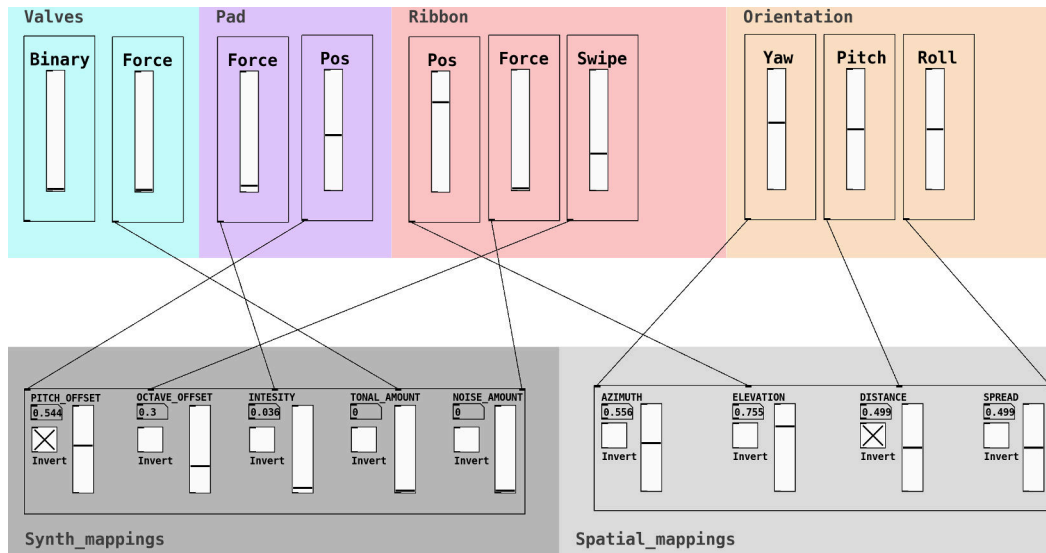 Valves
Pad
Ribbon
Orientation
Binary
Force
Force
Pos
Pos
Force
Swipe
Yaw
Pitch
Roll
PITCH_OFFSET
OCTAVE_OFFSET
INTESITY
TONAL_AMOUNT
NOISE_AMOUNT
0.544
0.3
0.036
0
0
Invert
Invert
Invert
Invert
Invert
AZIMUTH
ELEVATION
DISTANCE
SPREAD
0.556
0.755
0.499
0.499
Invert
Invert
Invert
Invert
Synth_mappings
Spatial_mappings